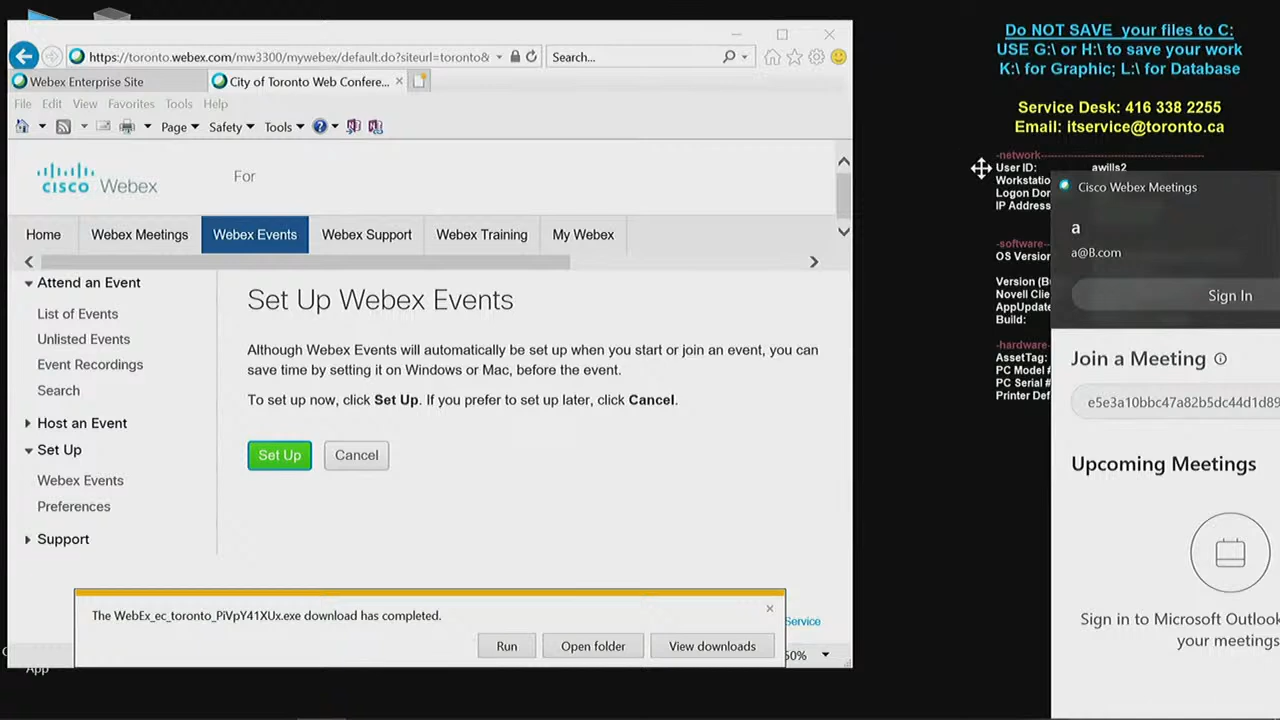 https://toronto.webex.com/mw3300/mywebex/default.do?siteurl=toronto&
Search...
Webex Enterprise Site
City of Toronto Web Confere...
File Edit View Favorites Tools Help
Page Safety Tools
cisco Webex
For
Home Webex Meetings Webex Events Webex Support Webex Training My Webex
Attend an Event
List of Events
Unlisted Events
Event Recordings
Search
Host an Event
Set Up
Webex Events
Preferences
Support
Set Up Webex Events
Although Webex Events will automatically be set up when you start or join an event, you can
save time by setting it on Windows or Mac, before the event.
To set up now, click Set Up. If you prefer to set up later, click Cancel.
Set Up Cancel
The WebEx_ec_toronto_PiVpY41XUx.exe download has completed.
Run Open folder View downloads
Service
App
Do NOT SAVE your files to C:
USE G:\ or H:\ to save your work
K:\ for Graphic; L:\ for Database
Service Desk: 416 338 2255
Email: itservice@toronto.ca
-network-
User ID: awills2
Workstatio
Logon Dor
IP Address
-software--
OS Version
Version (B
Novell Clie
AppUpdate
Build:
-hardware-
AssetTag:
PC Model #
PC Serial #
Printer Def
Cisco Webex Meetings
a
a@B.com
Sign In
Join a Meeting
e5e3a10bbc47a82b5dc44d1d89
Upcoming Meetings
Sign in to Microsoft Outlook
your meetings